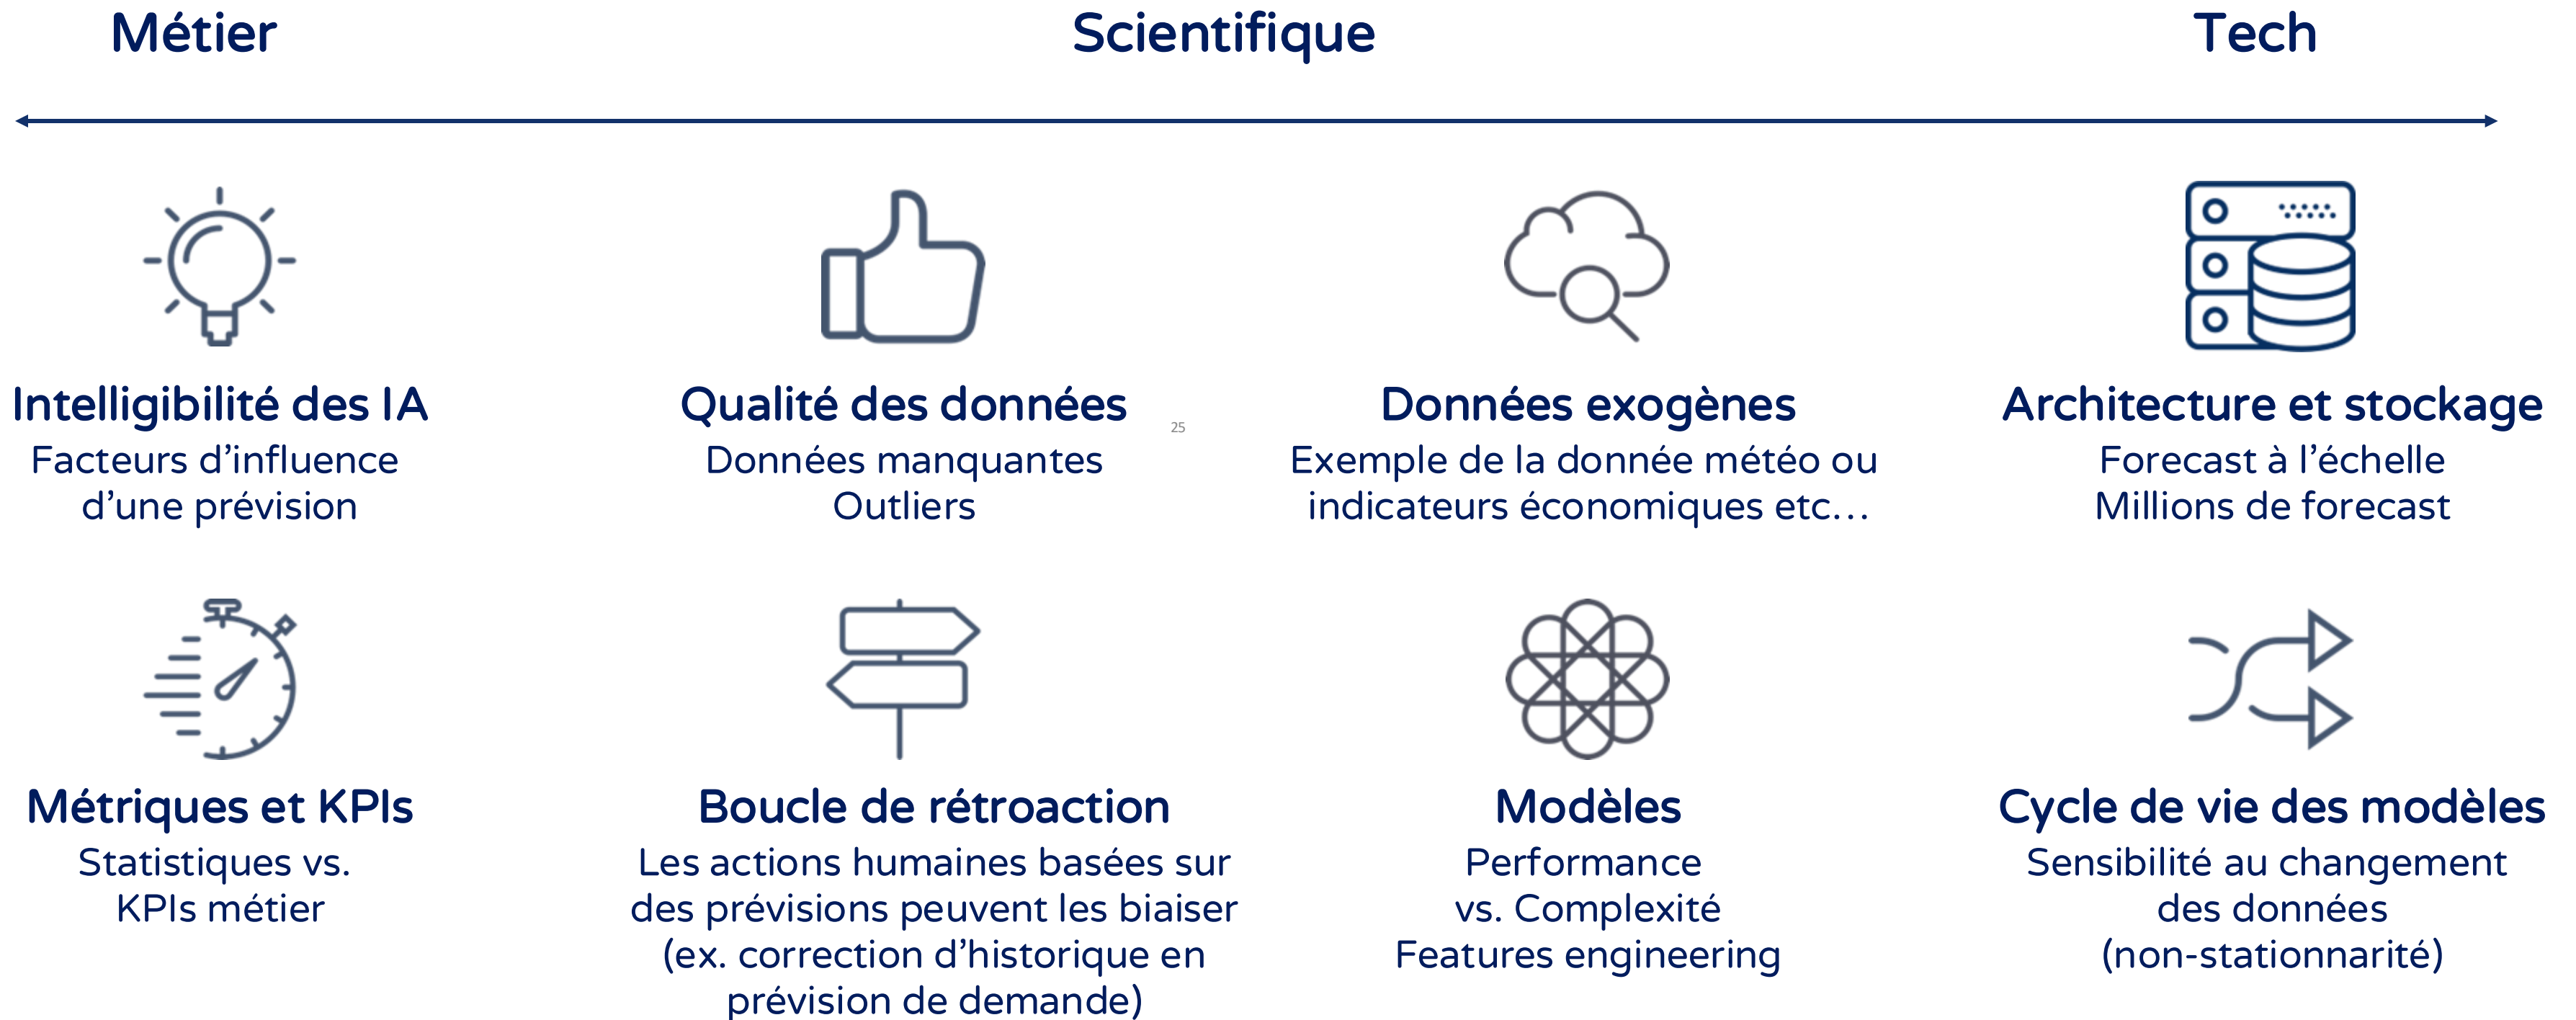 Métier
Scientifique
Tech
Intelligibilité des IA
Facteurs d’influence
d’une prévision
Qualité des données
Données manquantes
Outliers
25
Données exogènes
Exemple de la donnée météo ou
indicateurs économiques etc…
Architecture et stockage
Forecast à l’échelle
Millions de forecast
Métriques et KPIs
Statistiques vs.
KPIs métier
Boucle de rétroaction
Les actions humaines basées sur
des prévisions peuvent les biaiser
(ex. correction d’historique en
prévision de demande)
Modèles
Performance
vs. Complexité
Features engineering
Cycle de vie des modèles
Sensibilité au changement
des données
(non-stationnarité)